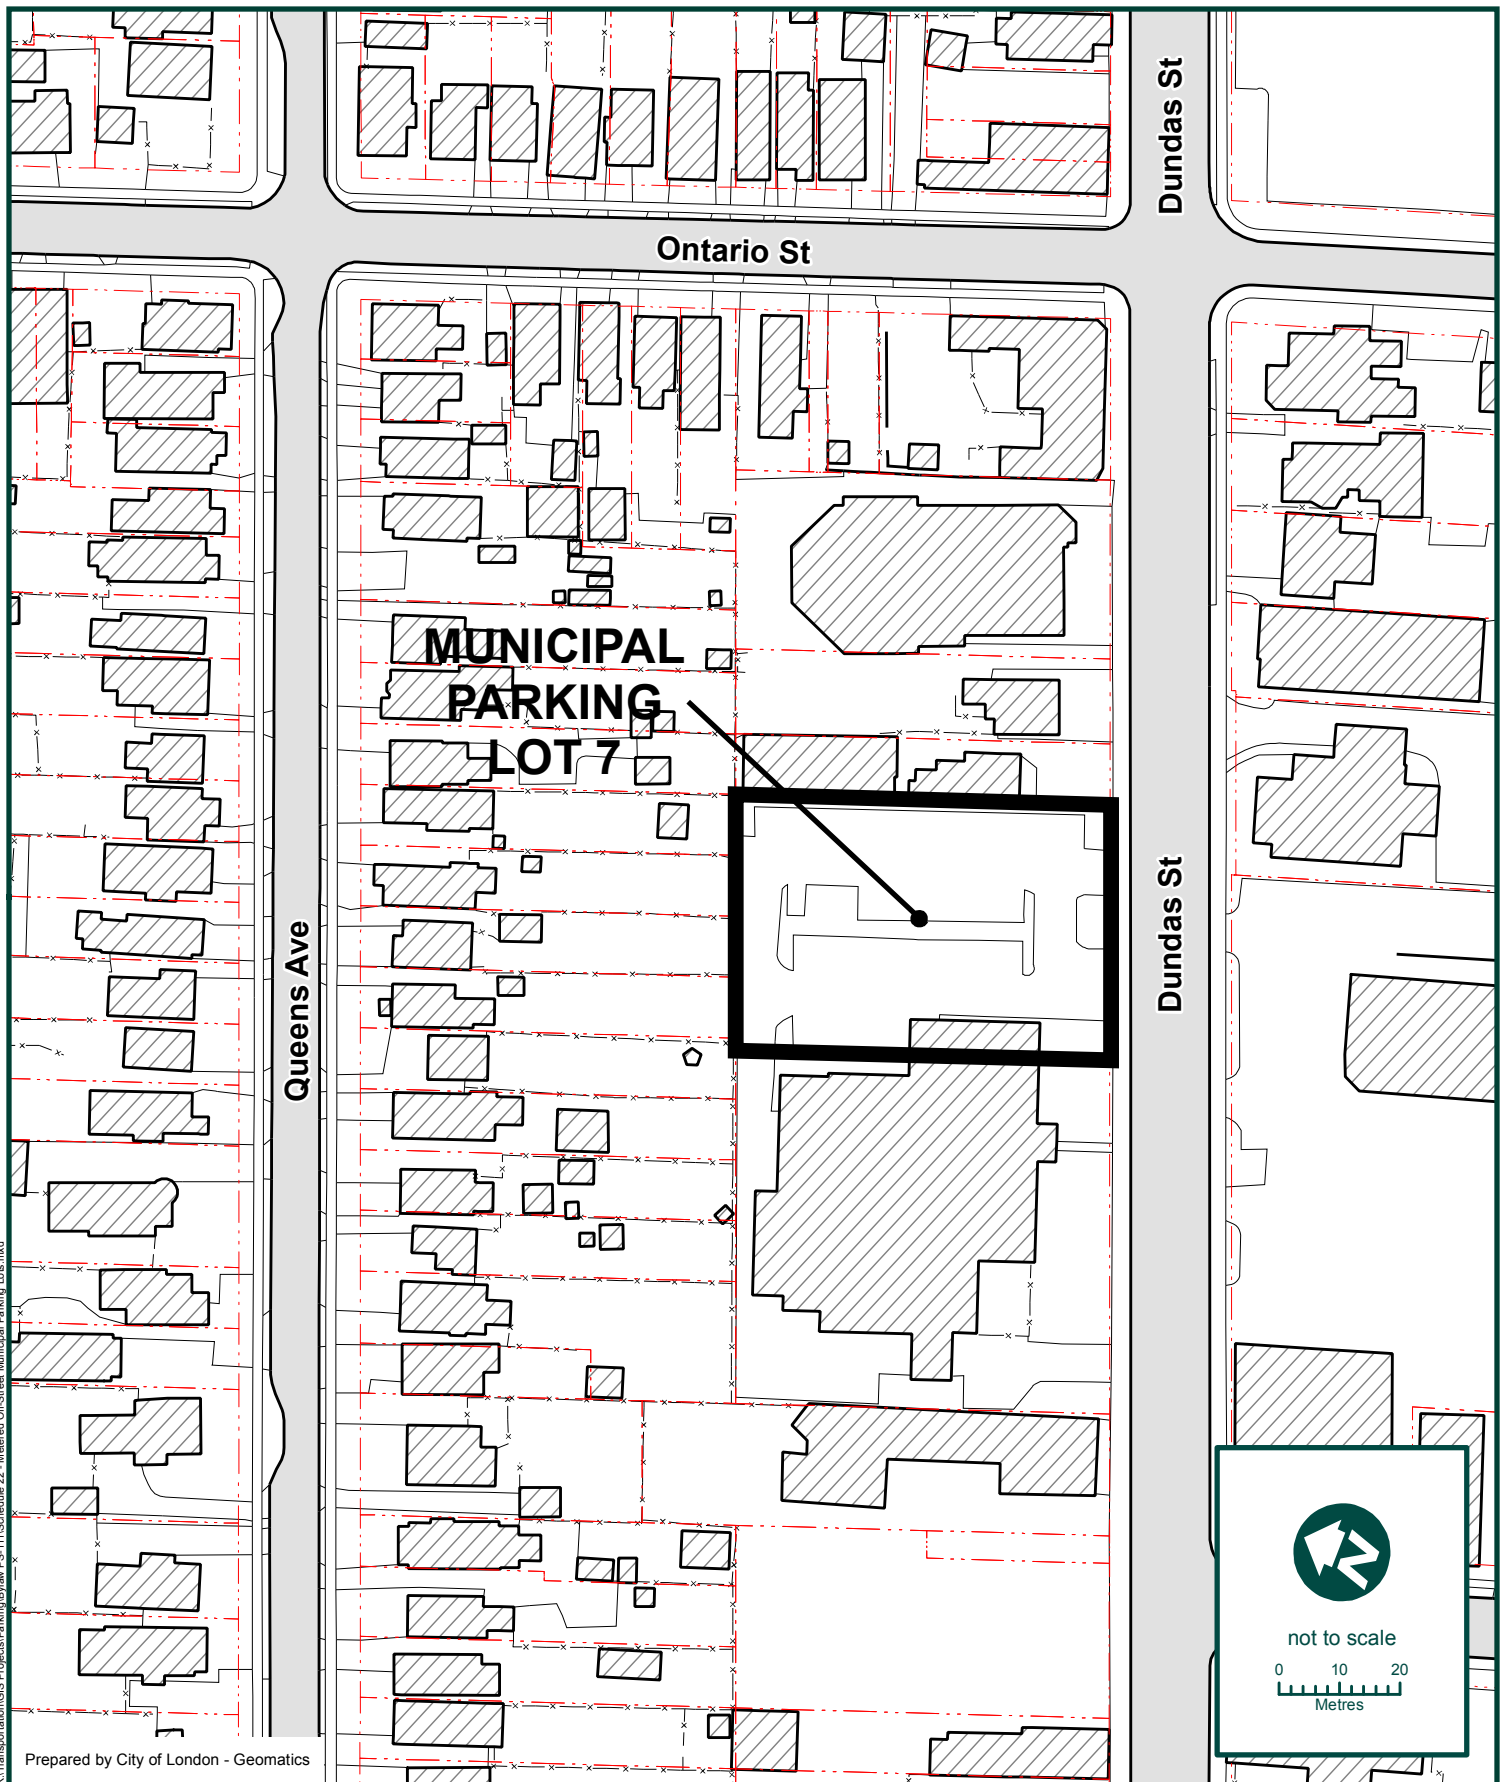 Dundas St
Ontario St
MUNICIPAL
PARKING
LOT 7
Dundas St
Queens Ave
not to scale
0 10 20
Metres
Prepared by City of London - Geomatics